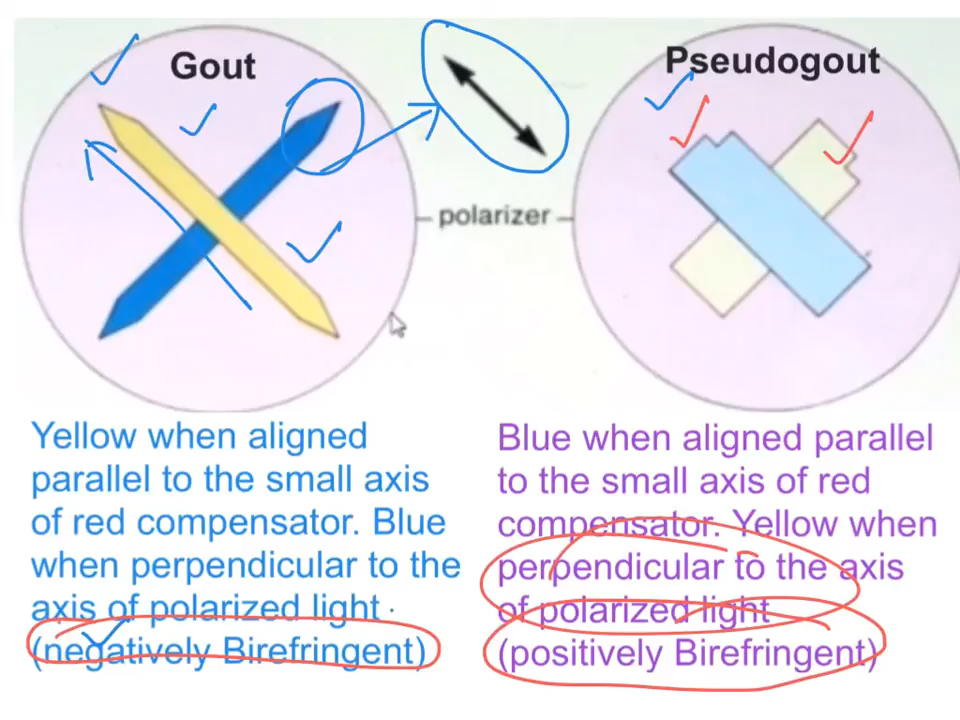 Gout
Pseudogout
polarizer
Yellow when aligned
parallel to the small axis
of red compensator. Blue
when perpendicular to the
axis of polarized light
(negatively Birefringent)
Blue when aligned parallel
to the small axis of red
compensator. Yellow when
perpendicular to the axis
of polarized light
(positively Birefringent)